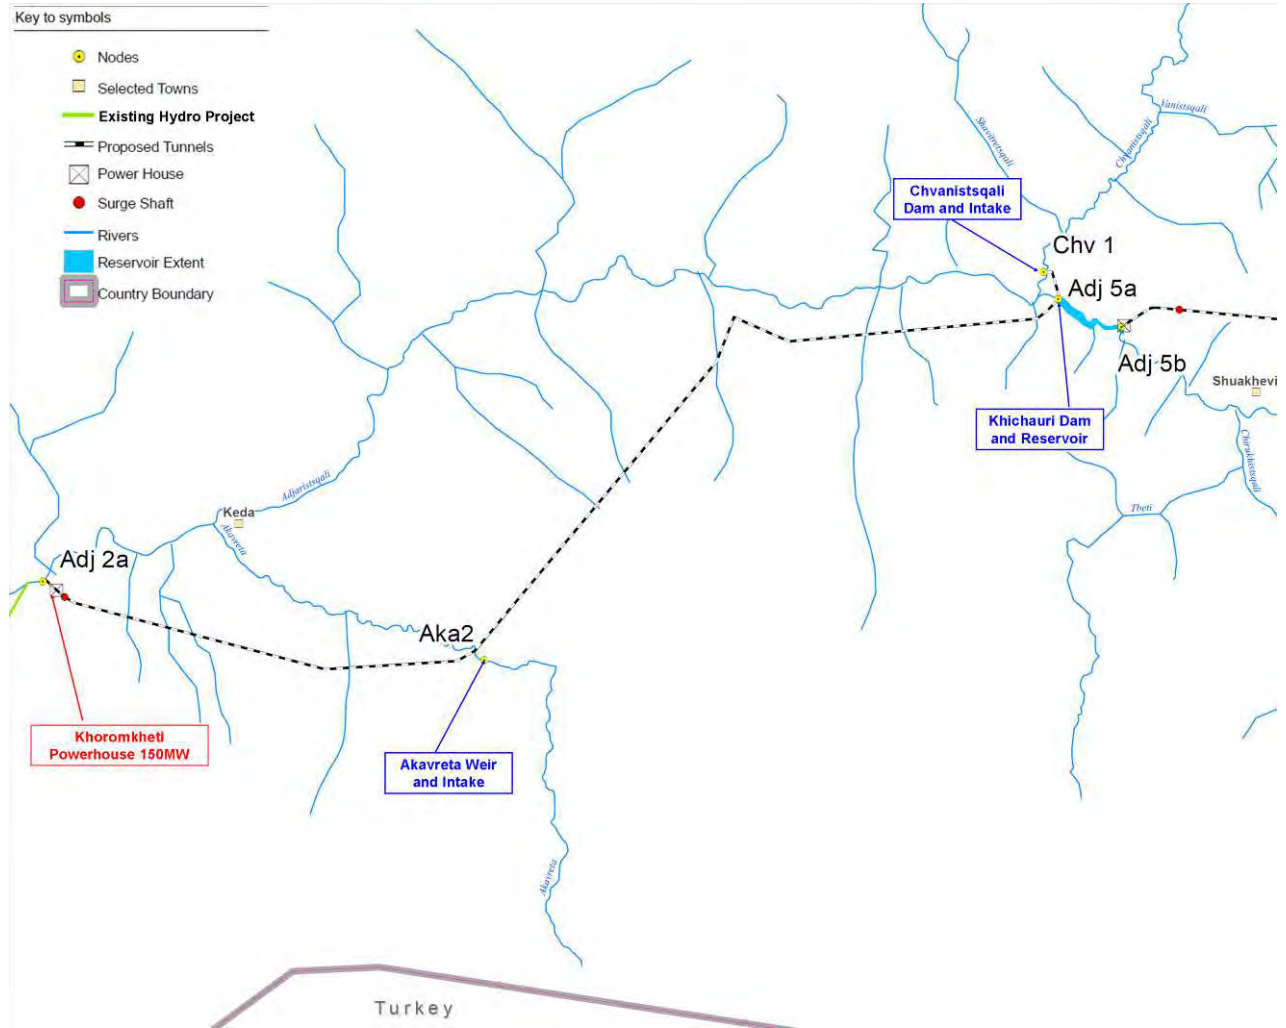 Key to symbols
Nodes
Selected Towns
Existing Hydro Project
Proposed Tunnels
Power House
Surge Shaft
Rivers
Reservoir Extent
Country Boundary
Shavitretsqali
Chvanistsqali
Vanistsqali
Chvanistsqali
Dam and Intake
Chv 1
Adj 5a
Adj 5b
Shuakhevi
Khichauri Dam
and Reservoir
Chirukhistsqali
Tbeti
Adjaristsqali
Keda
Akavreta
Adj 2a
Aka2
Khoromkheti
Powerhouse 150MW
Akavreta Weir
and Intake
Akavreta
Turkey